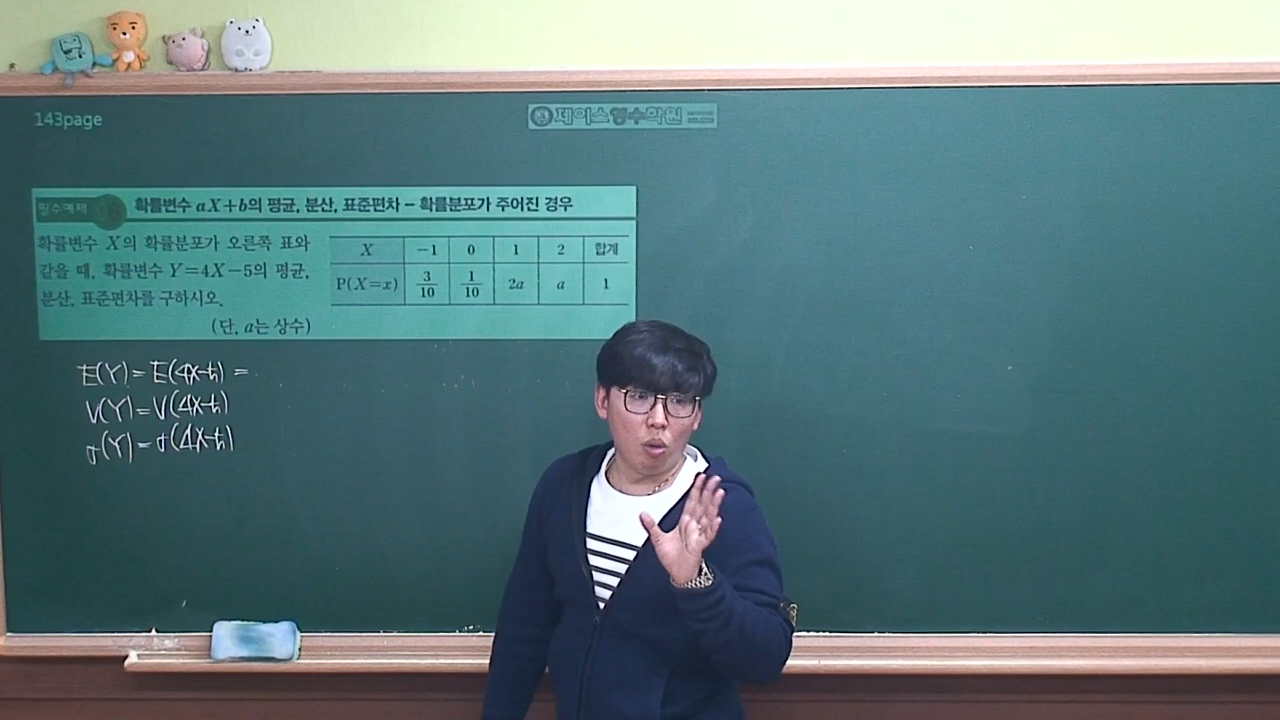 143page
제이스영수학원
필수예제
확률변수 aX+b의 평균, 분산, 표준편차 – 확률분포가 주어진 경우
확률변수 X의 확률분포가 오른쪽 표와
같을 때, 확률변수 Y=4X−5의 평균,
분산, 표준편차를 구하시오.
(단, a는 상수)
X −1 0 1 2 합계
P(X=x) 3/10 1/10 2a a 1
E(Y)=E(4X-5)=
V(Y)=V(4X-5)
σ(Y)=σ(4X-5)